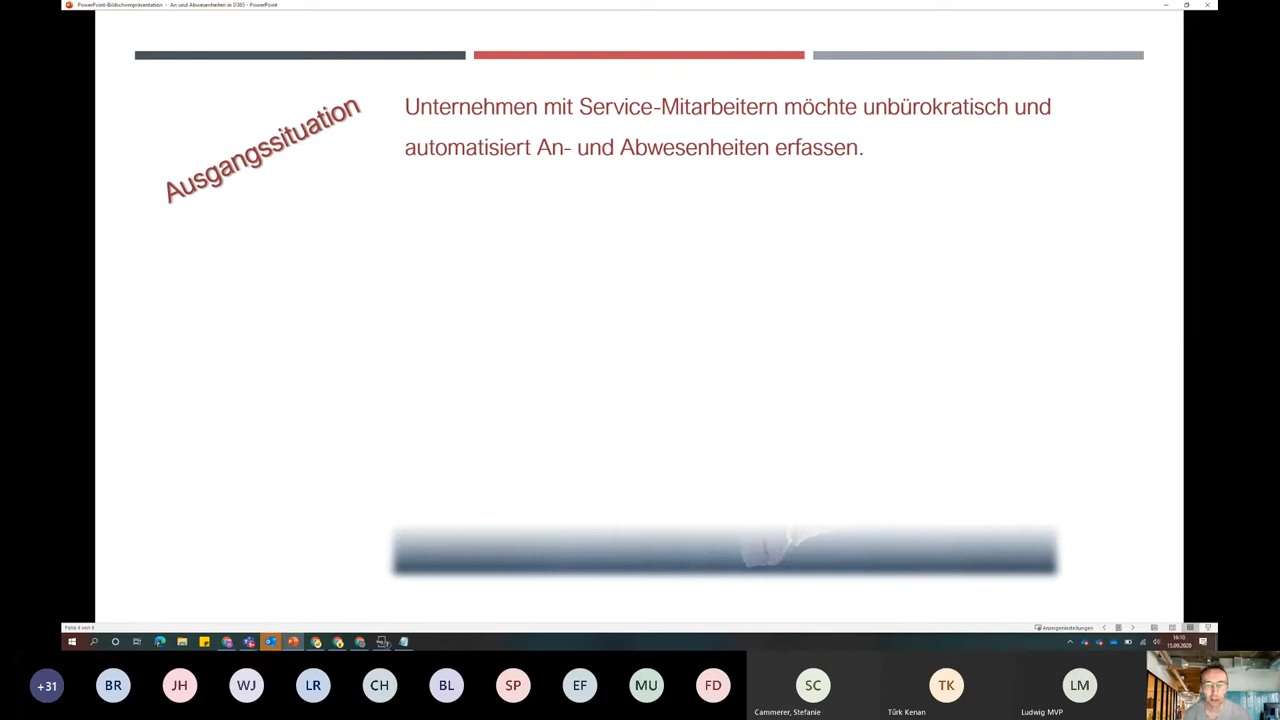 PowerPoint-Bildschirmpräsentation - An und Abwesenheiten in D365 - PowerPoint
Ausgangssituation
Unternehmen mit Service-Mitarbeitern möchte unbürokratisch und
automatisiert An- und Abwesenheiten erfassen.
Folie 4 von 9
Anzeigeeinstellungen
16:10
15.09.2020
+31
BR
JH
WJ
LR
CH
BL
SP
EF
MU
FD
SC
TK
LM
Cammerer, Stefanie
Türk Kenan
Ludwig MVP